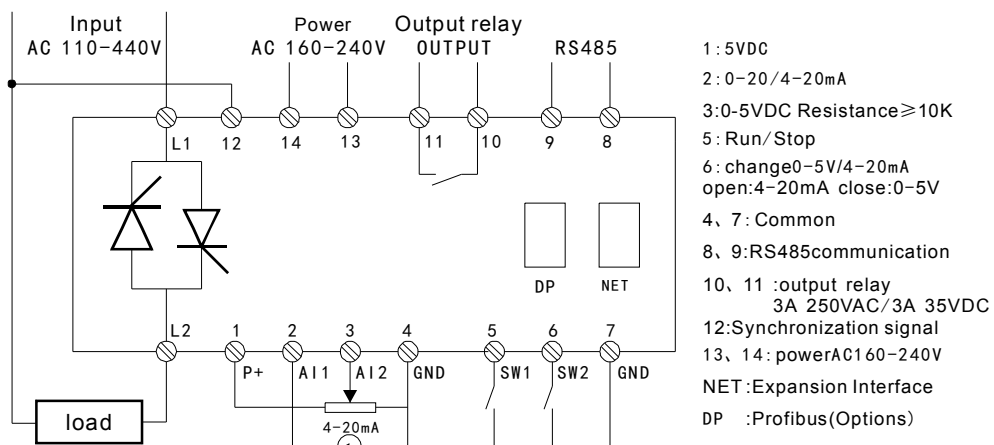 Input
AC 110-440V
Power
AC 160-240V
Output relay
OUTPUT
RS485
L1 12 14 13 11 10 9 8
DP NET
L2 1 2 3 4 5 6 7
P+ AI1 AI2 GND SW1 SW2 GND
load
4-20mA
1:5VDC
2:0-20/4-20mA
3:0-5VDC Resistance≥10K
5:Run/Stop
6:change0-5V/4-20mA
open:4-20mA close:0-5V
4、7:Common
8、9:RS485communication
10、11 :output relay
3A 250VAC/3A 35VDC
12:Synchronization signal
13、14:powerAC160-240V
NET:Expansion Interface
DP :Profibus(Options)